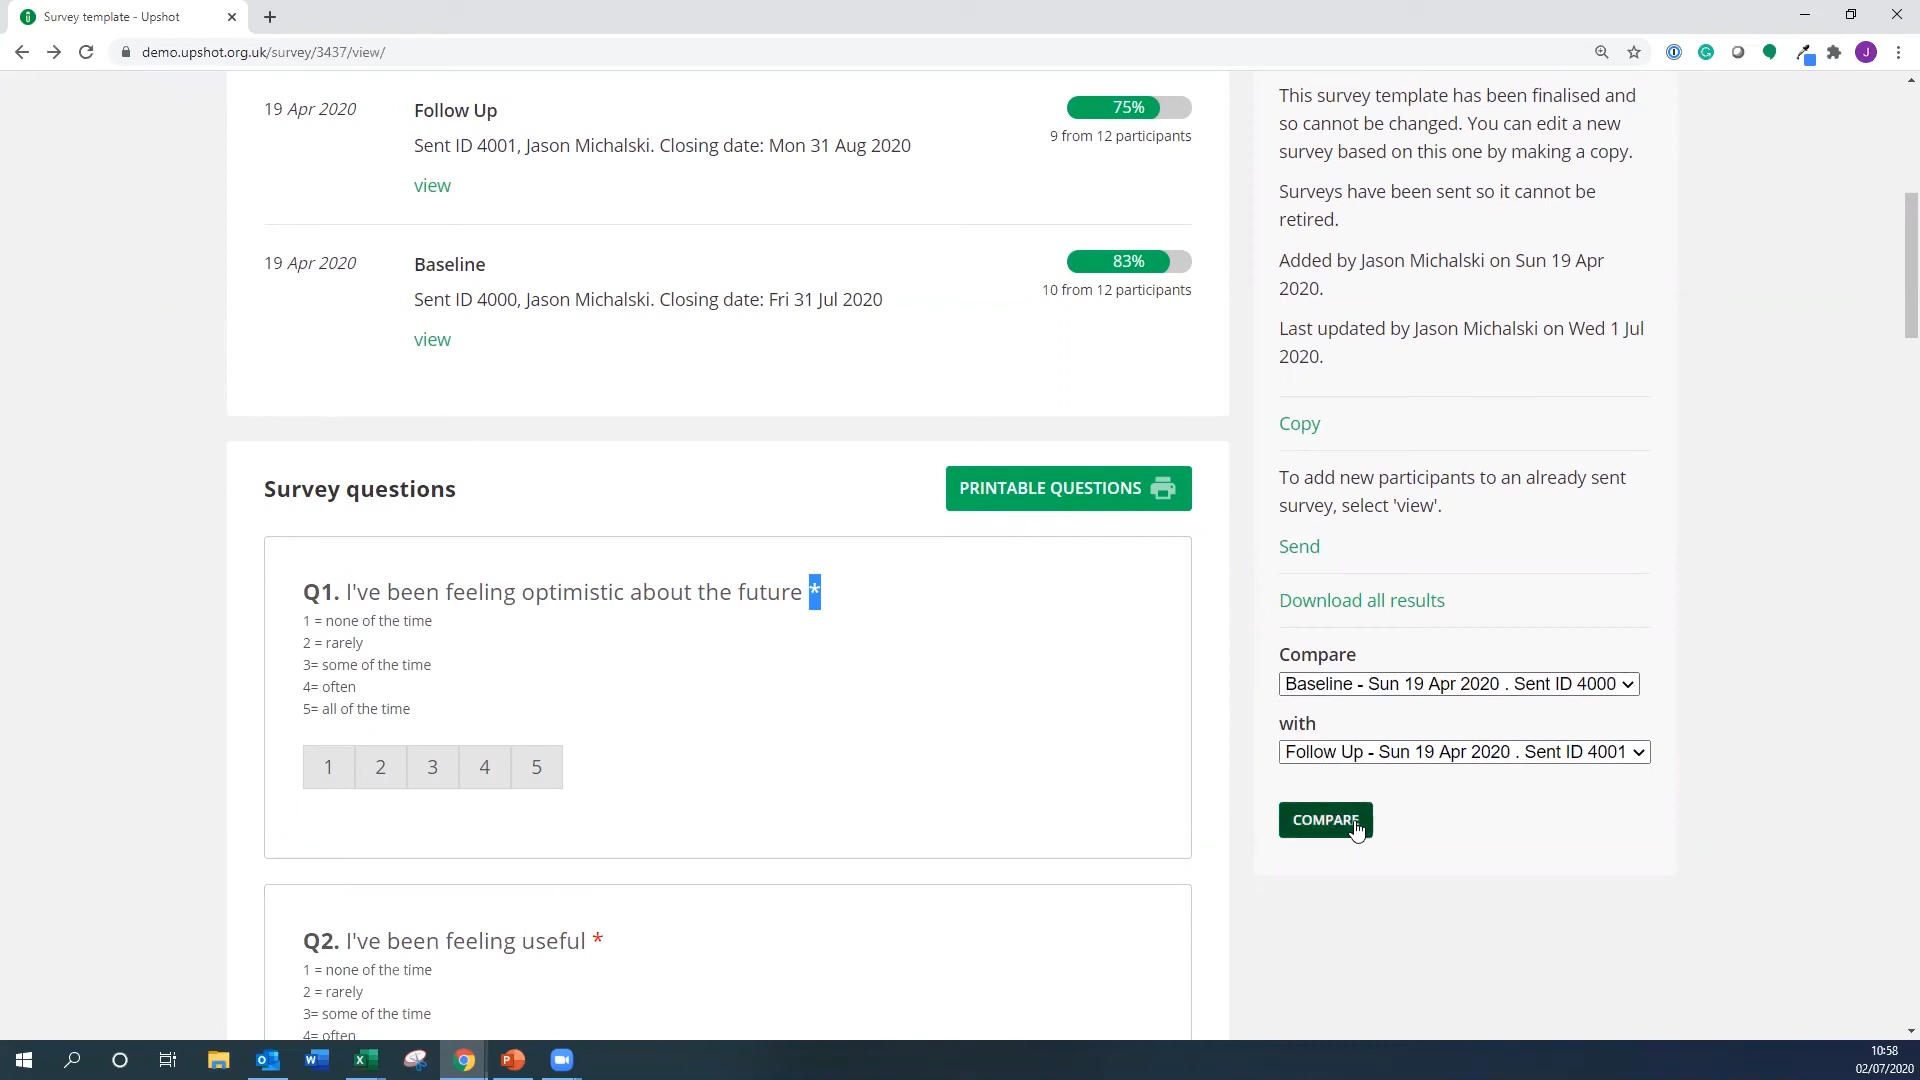 Survey template - Upshot
demo.upshot.org.uk/survey/3437/view/
J
19 Apr 2020
Follow Up
75%
9 from 12 participants
Sent ID 4001, Jason Michalski. Closing date: Mon 31 Aug 2020
view
19 Apr 2020
Baseline
83%
10 from 12 participants
Sent ID 4000, Jason Michalski. Closing date: Fri 31 Jul 2020
view
Survey questions
PRINTABLE QUESTIONS
Q1. I've been feeling optimistic about the future *
1 = none of the time
2 = rarely
3= some of the time
4= often
5= all of the time
1 2 3 4 5
Q2. I've been feeling useful *
1 = none of the time
2 = rarely
3= some of the time
4= often
This survey template has been finalised and
so cannot be changed. You can edit a new
survey based on this one by making a copy.
Surveys have been sent so it cannot be
retired.
Added by Jason Michalski on Sun 19 Apr
2020.
Last updated by Jason Michalski on Wed 1 Jul
2020.
Copy
To add new participants to an already sent
survey, select 'view'.
Send
Download all results
Compare
Baseline - Sun 19 Apr 2020 . Sent ID 4000
with
Follow Up - Sun 19 Apr 2020 . Sent ID 4001
COMPARE
10:58
02/07/2020